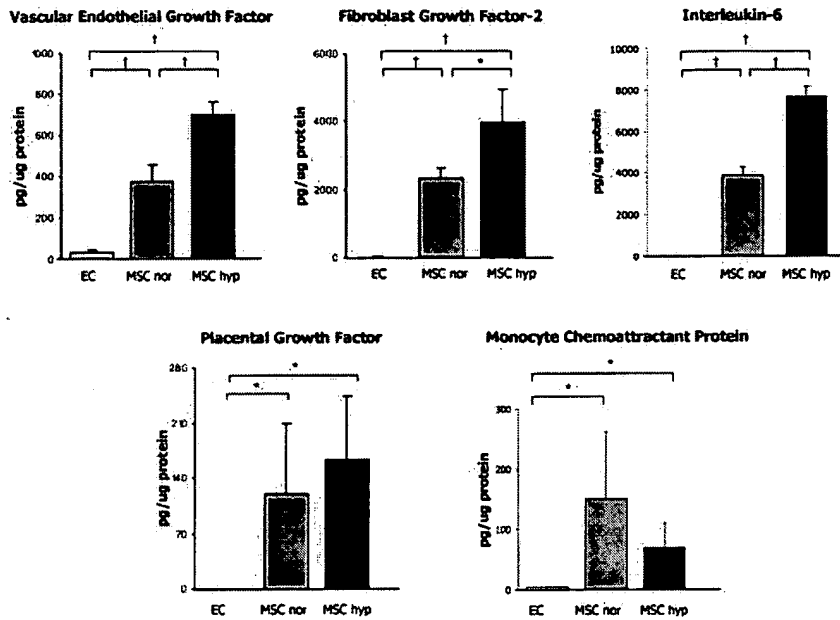 Vascular Endothelial Growth Factor
†
† †
1000
800
600
400
200
0
pg/ug protein
EC MSC nor MSC hyp
Fibroblast Growth Factor-2
†
† *
6000
4000
2000
0
pg/ug protein
EC MSC nor MSC hyp
Interleukin-6
†
† †
10000
8000
6000
4000
2000
0
pg/ug protein
EC MSC nor MSC hyp
Placental Growth Factor
*
*
280
210
140
70
0
pg/ug protein
EC MSC nor MSC hyp
Monocyte Chemoattractant Protein
*
*
300
200
100
0
pg/ug protein
EC MSC nor MSC hyp